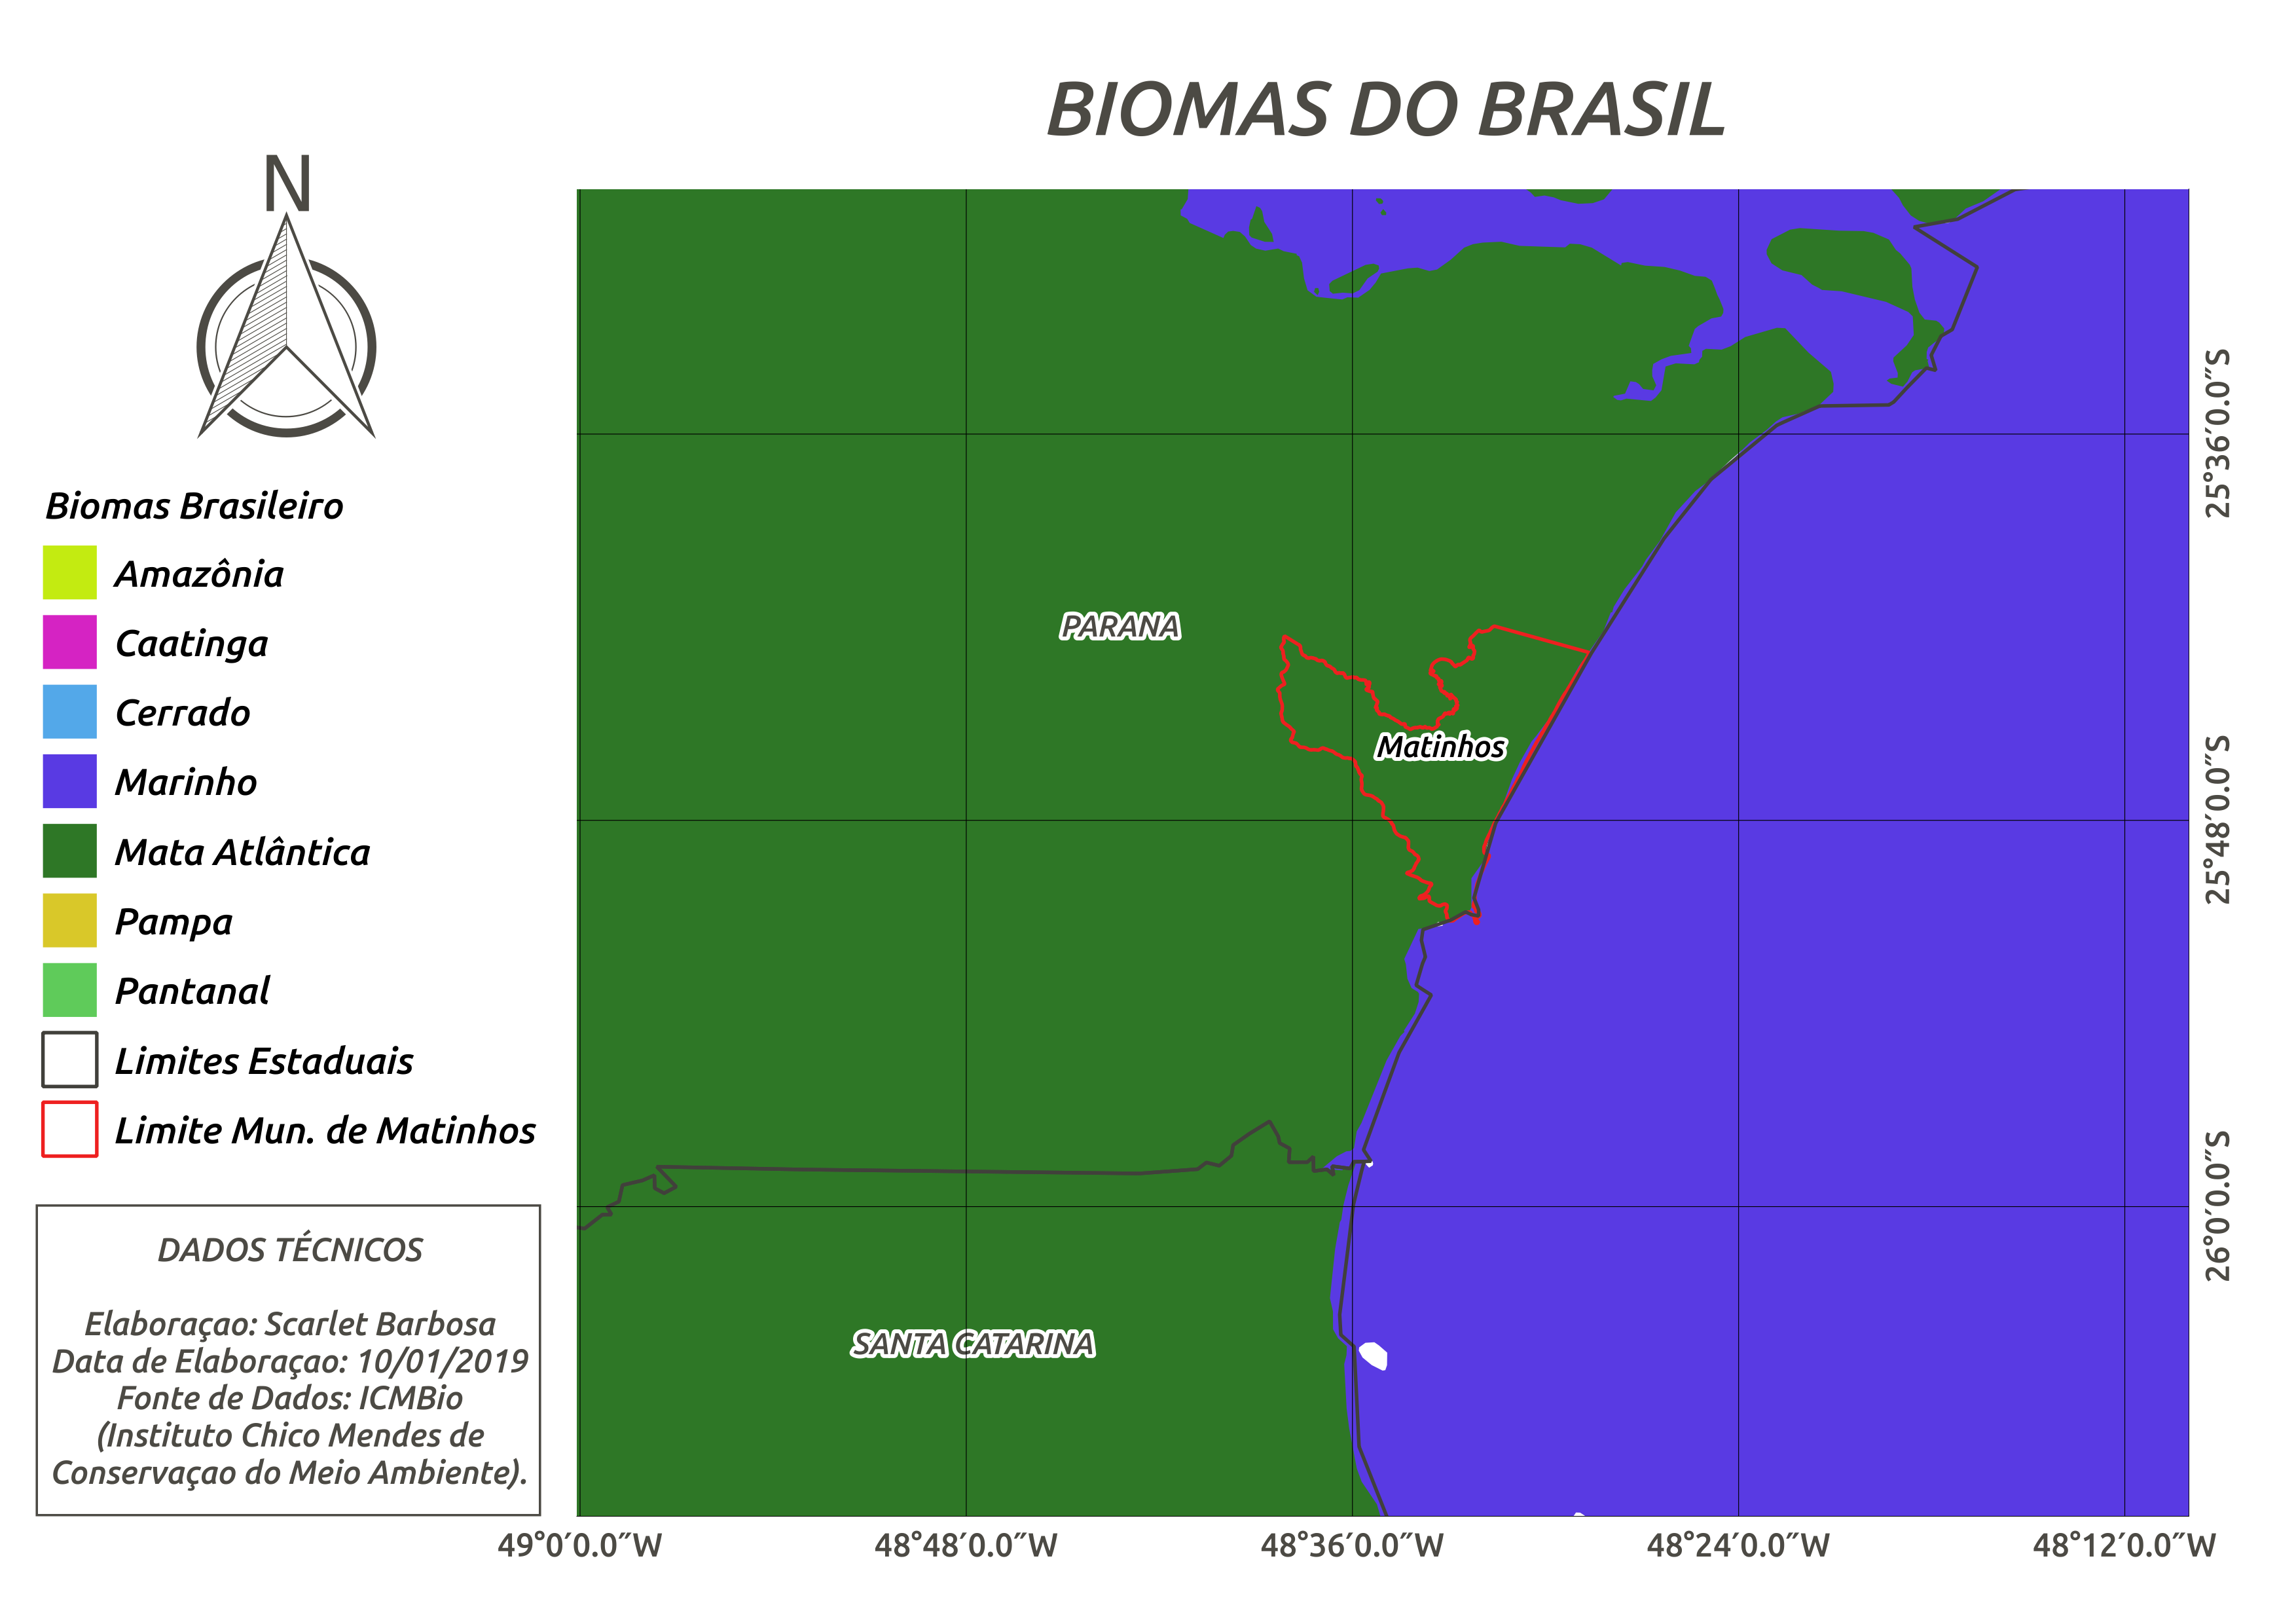 BIOMAS DO BRASIL
N
Biomas Brasileiro
Amazônia
Caatinga
Cerrado
Marinho
Mata Atlântica
Pampa
Pantanal
Limites Estaduais
Limite Mun. de Matinhos
DADOS TÉCNICOS
Elaboraçao: Scarlet Barbosa
Data de Elaboraçao: 10/01/2019
Fonte de Dados: ICMBio
(Instituto Chico Mendes de
Conservaçao do Meio Ambiente).
PARANA
Matinhos
SANTA CATARINA
25°36′0.0″S
25°48′0.0″S
26°0′0.0″S
49°0′0.0″W
48°48′0.0″W
48°36′0.0″W
48°24′0.0″W
48°12′0.0″W